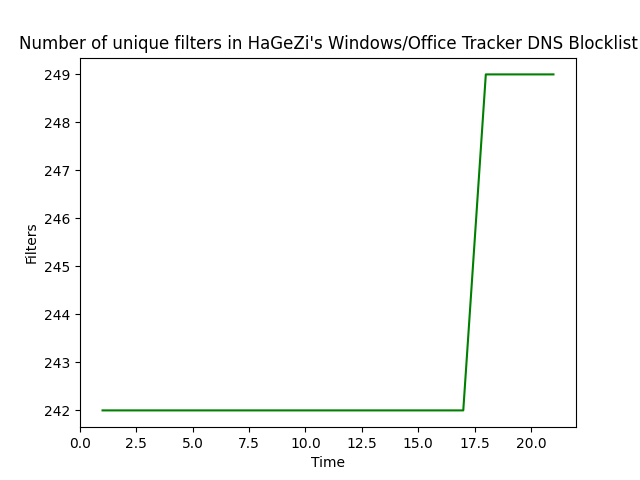 Number of unique filters in HaGeZi's Windows/Office Tracker DNS Blocklist
249
248
247
246
245
244
243
242
Filters
0.0 2.5 5.0 7.5 10.0 12.5 15.0 17.5 20.0
Time